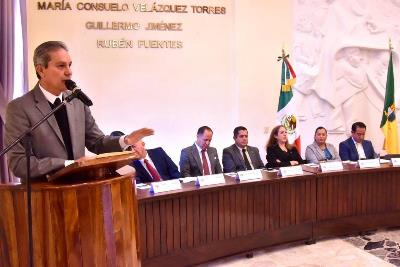 MARÍA CONSUELO VELÁZQUEZ TORRES
GUILLERMO JIMÉNEZ
RUBÉN FUENTES